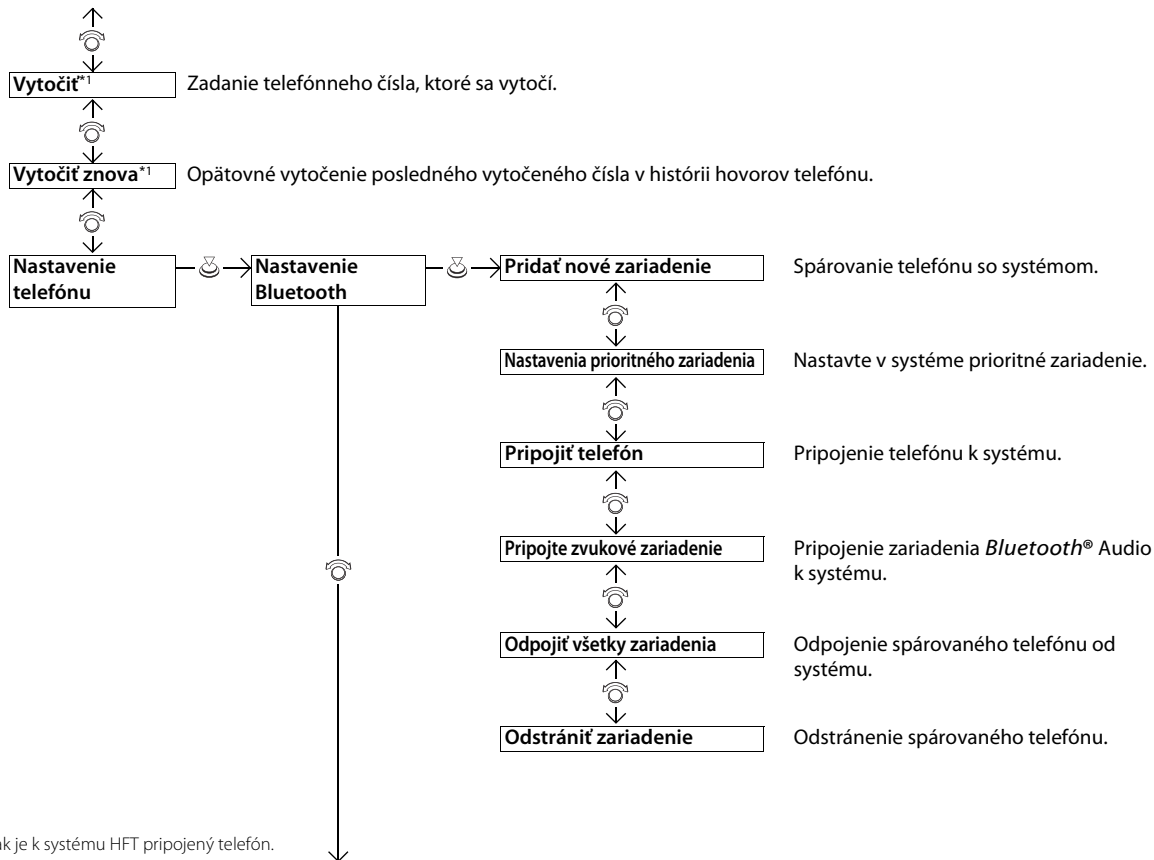 Vytočiť*1 Zadanie telefónneho čísla, ktoré sa vytočí.
Vytočiť znova*1 Opätovné vytočenie posledného vytočeného čísla v histórii hovorov telefónu.
Nastavenie
telefónu
Nastavenie
Bluetooth
Pridať nové zariadenie Spárovanie telefónu so systémom.
Nastavenia prioritného zariadenia Nastavte v systéme prioritné zariadenie.
Pripojiť telefón Pripojenie telefónu k systému.
Pripojte zvukové zariadenie Pripojenie zariadenia Bluetooth® Audio
k systému.
Odpojiť všetky zariadenia Odpojenie spárovaného telefónu od
systému.
Odstrániť zariadenie Odstránenie spárovaného telefónu.
je k systému HFT pripojený telefón.